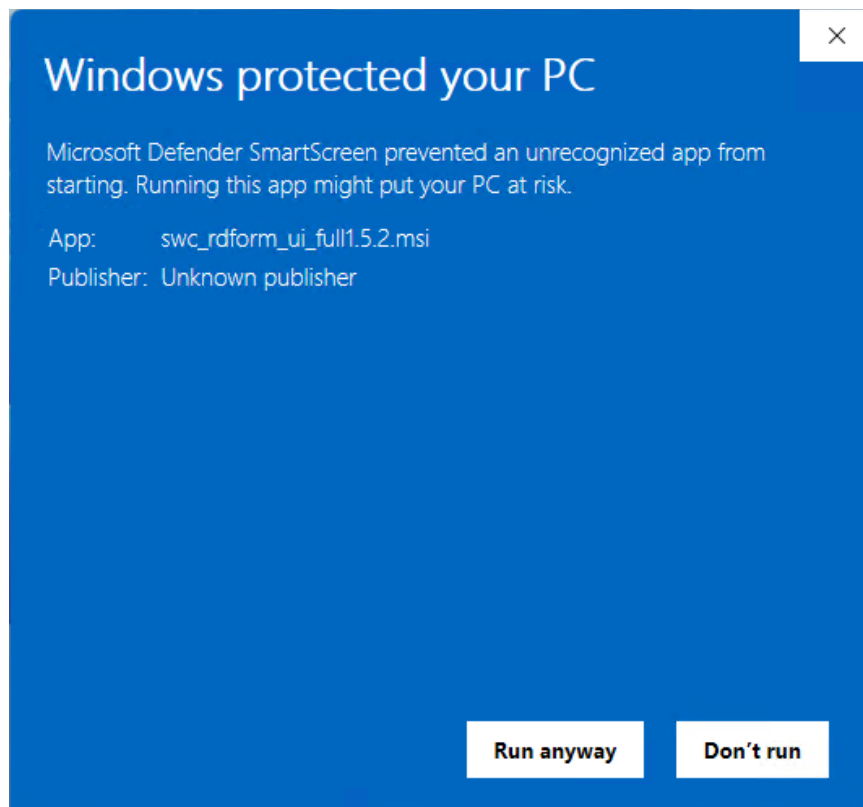 Windows protected your PC
Microsoft Defender SmartScreen prevented an unrecognized app from
starting. Running this app might put your PC at risk.
App: swc_rdform_ui_full1.5.2.msi
Publisher: Unknown publisher
Run anyway Don't run